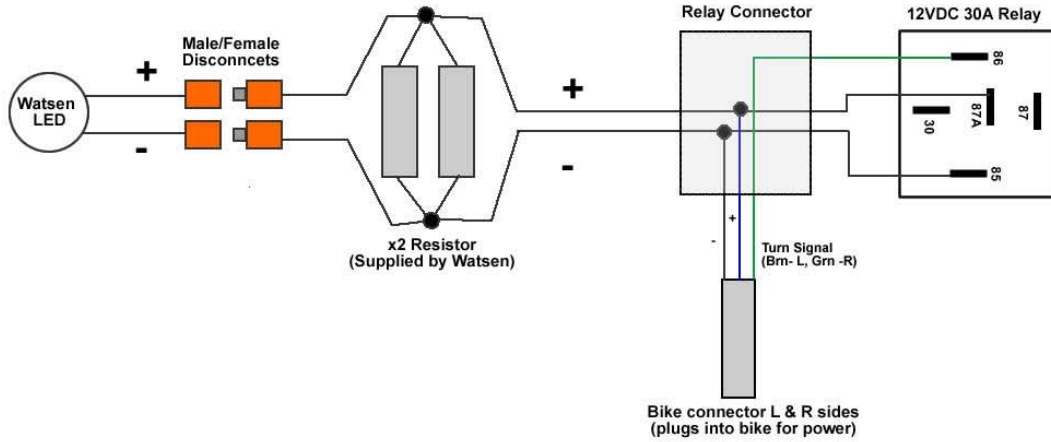 Relay Connector
12VDC 30A Relay
Male/Female
Disconncets
Watsen
LED
+
-
+
-
86
87A
87
30
85
x2 Resistor
(Supplied by Watsen)
-
+
Turn Signal
(Brn- L, Grn -R)
Bike connector L & R sides
(plugs into bike for power)